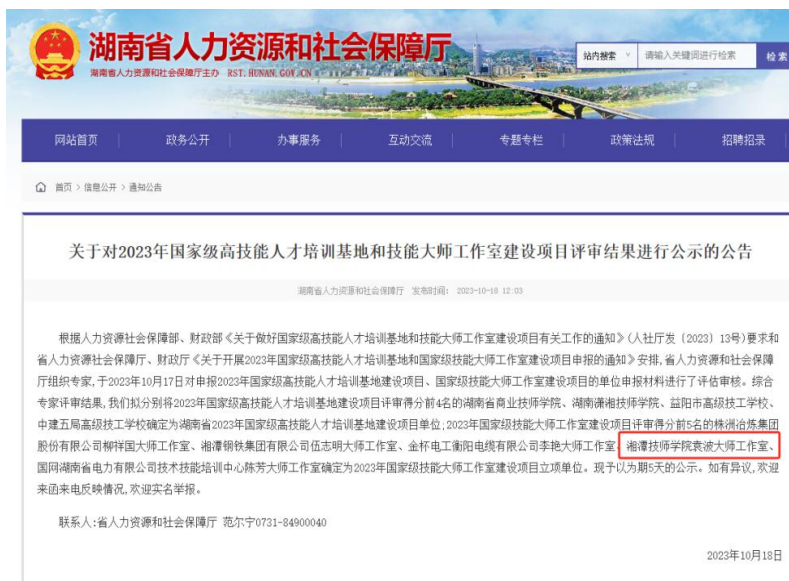 湖南省人力资源和社会保障厅
湖南省人力资源和社会保障厅主办 RST.HUNAN.GOV.CN
站内搜索
请输入关键词进行检索
检索
网站首页
政务公开
办事服务
互动交流
专题专栏
政策法规
招聘招录
首页 > 信息公开 > 通知公告
关于对2023年国家级高技能人才培训基地和技能大师工作室建设项目评审结果进行公示的公告
湖南省人力资源和社会保障厅 发布时间: 2023-10-18 12:03
根据人力资源社会保障部、财政部《关于做好国家级高技能人才培训基地和技能大师工作室建设项目有关工作的通知》(人社厅发〔2023〕13号)要求和
省人力资源社会保障厅、财政厅《关于开展2023年国家级高技能人才培训基地和国家级技能大师工作室建设项目申报的通知》安排,省人力资源和社会保障
厅组织专家,于2023年10月17日对申报2023年国家级高技能人才培训基地建设项目、国家级技能大师工作室建设项目的单位申报材料进行了评估审核。综合
专家评审结果,我们拟分别将2023年国家级高技能人才培训基地建设项目评审得分前4名的湖南省商业技师学院、湖南潇湘技师学院、益阳市高级技工学校、
中建五局高级技工学校确定为湖南省2023年国家级高技能人才培训基地建设项目单位;2023年国家级技能大师工作室建设项目评审得分前5名的株洲冶炼集团
股份有限公司柳祥国大师工作室、湘潭钢铁集团有限公司伍志明大师工作室、金杯电工衡阳电缆有限公司李艳大师工作室、湘潭技师学院袁波大师工作室、
国网湖南省电力有限公司技术技能培训中心陈芳大师工作室确定为2023年国家级技能大师工作室建设项目立项单位。现予以为期5天的公示。如有异议,欢迎
来函来电反映情况,欢迎实名举报。
联系人:省人力资源和社会保障厅 范尔宁0731-84900040
2023年10月18日